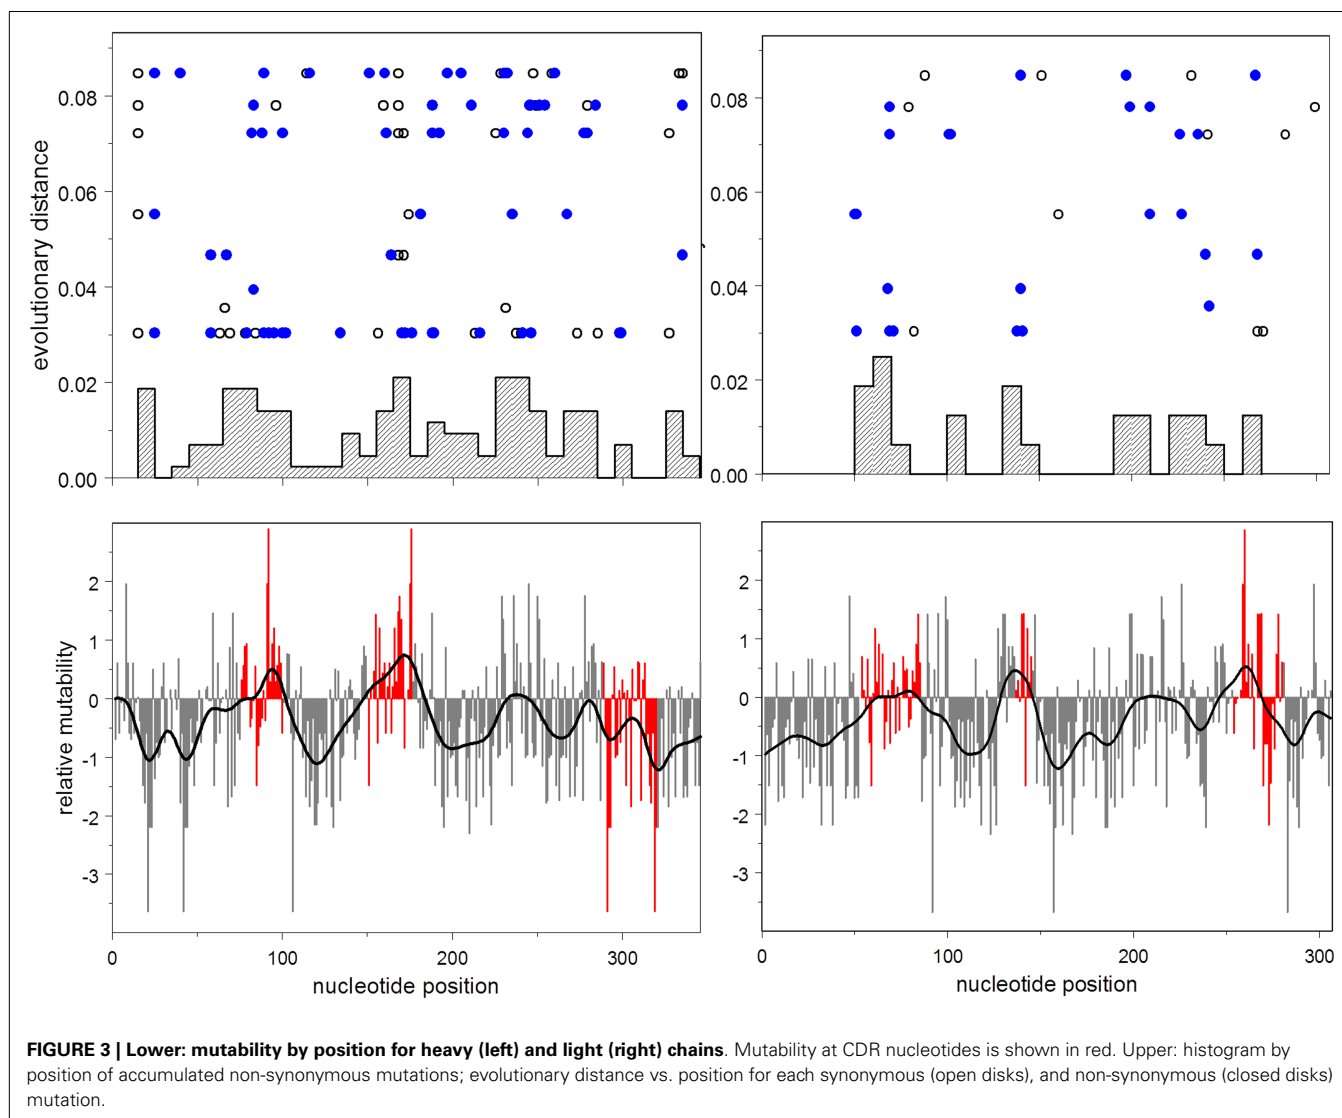 evolutionary distance
0.08
0.06
0.04
0.02
0.00
0.08
0.06
0.04
0.02
0.00
relative mutability
2
1
0
-1
-2
-3
0 100 200 300
nucleotide position
2
1
0
-1
-2
-3
0 100 200 300
nucleotide position
FIGURE 3 | Lower: mutability by position for heavy (left) and light (right) chains. Mutability at CDR nucleotides is shown in red. Upper: histogram by
position of accumulated non-synonymous mutations; evolutionary distance vs. position for each synonymous (open disks), and non-synonymous (closed disks)
mutation.